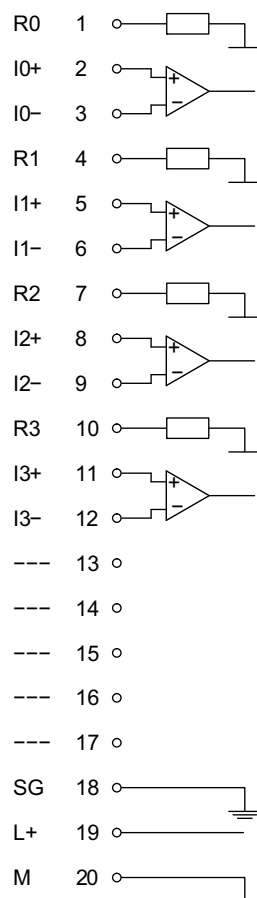 R0 1
I0+ 2
I0− 3
R1 4
I1+ 5
I1− 6
R2 7
I2+ 8
I2− 9
R3 10
I3+ 11
I3− 12
--- 13
--- 14
--- 15
--- 16
--- 17
SG 18
L+ 19
M 20